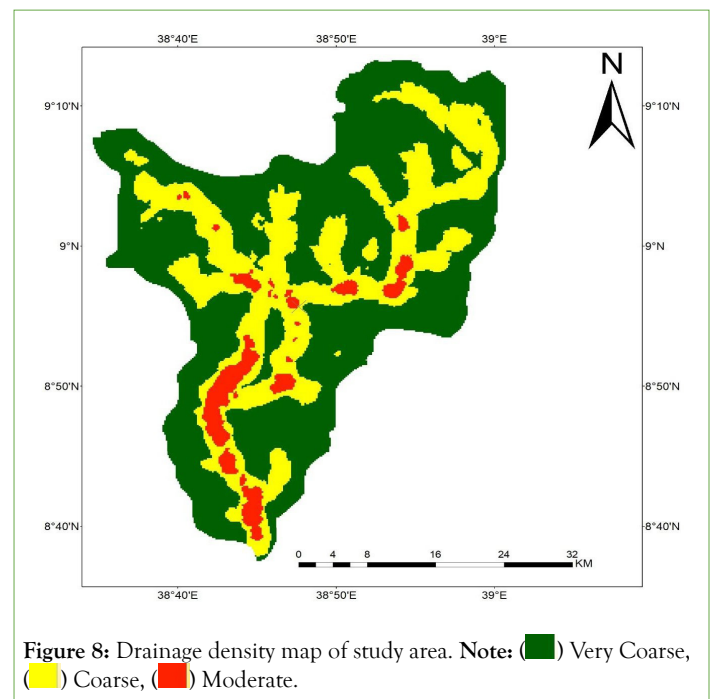 38°40'E 38°50'E 39°E
N
9°10'N 9°10'N
9°N 9°N
8°50'N 8°50'N
8°40'N 8°40'N
0 4 8 16 24 32
KM
38°40'E 38°50'E 39°E
Figure 8: Drainage density map of study area. Note: ( ) Very Coarse,
( ) Coarse, ( ) Moderate.